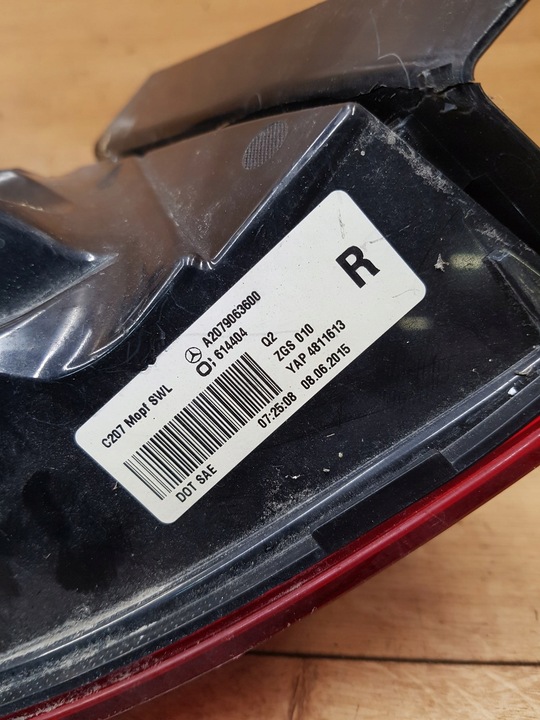 R
A2079063600
C207 Mopf SWL O; 614404 Q2
ZGS 010
YAP 4811613
DOT SAE 07:25:08 08.06.2015